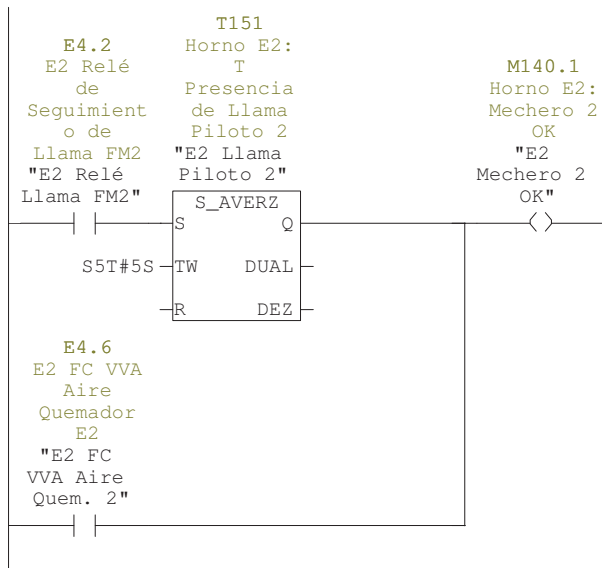 T151
Horno E2:
T
Presencia
de Llama
Piloto 2
"E2 Llama
Piloto 2"
E4.2
E2 Relé
de
Seguimient
o de
Llama FM2
"E2 Relé
Llama FM2"
M140.1
Horno E2:
Mechero 2
OK
"E2
Mechero 2
OK"
S_AVERZ
S Q
S5T#5S TW DUAL
R DEZ
E4.6
E2 FC VVA
Aire
Quemador
E2
"E2 FC
VVA Aire
Quem. 2"